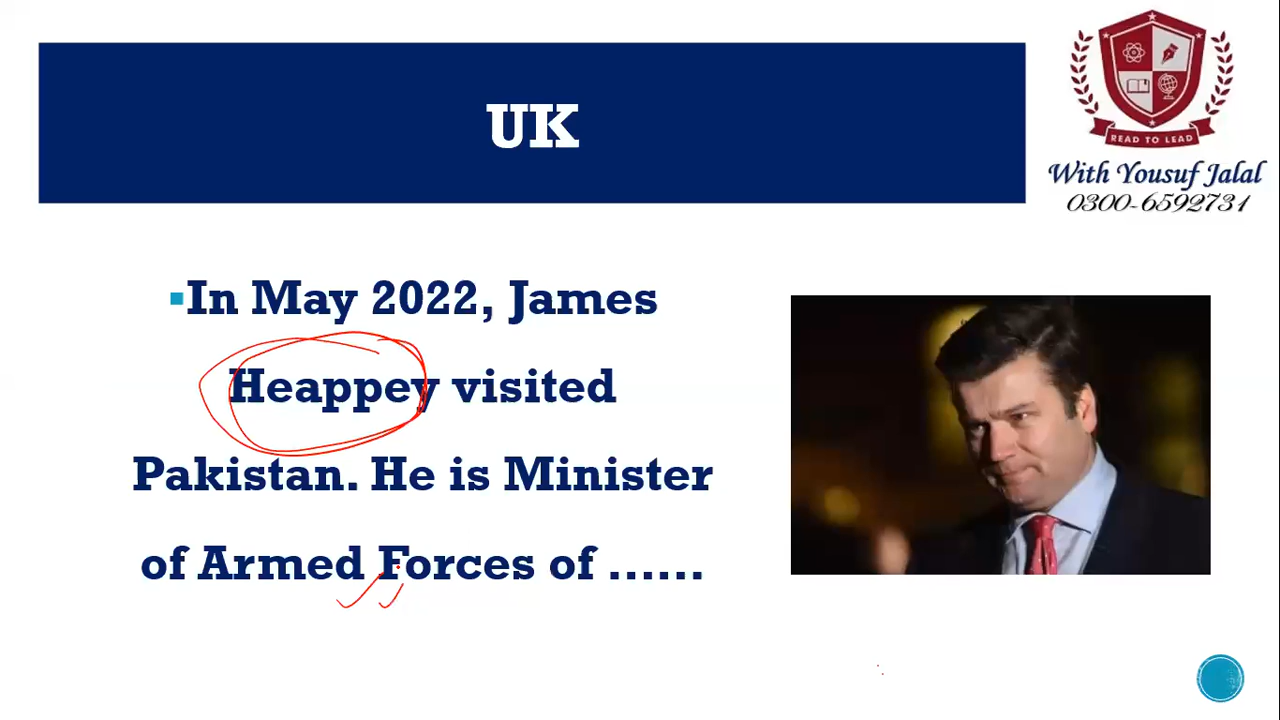 UK
READ TO LEAD
With Yousuf Jalal
0300-6592731
▪In May 2022, James
Heappey visited
Pakistan. He is Minister
of Armed Forces of ......